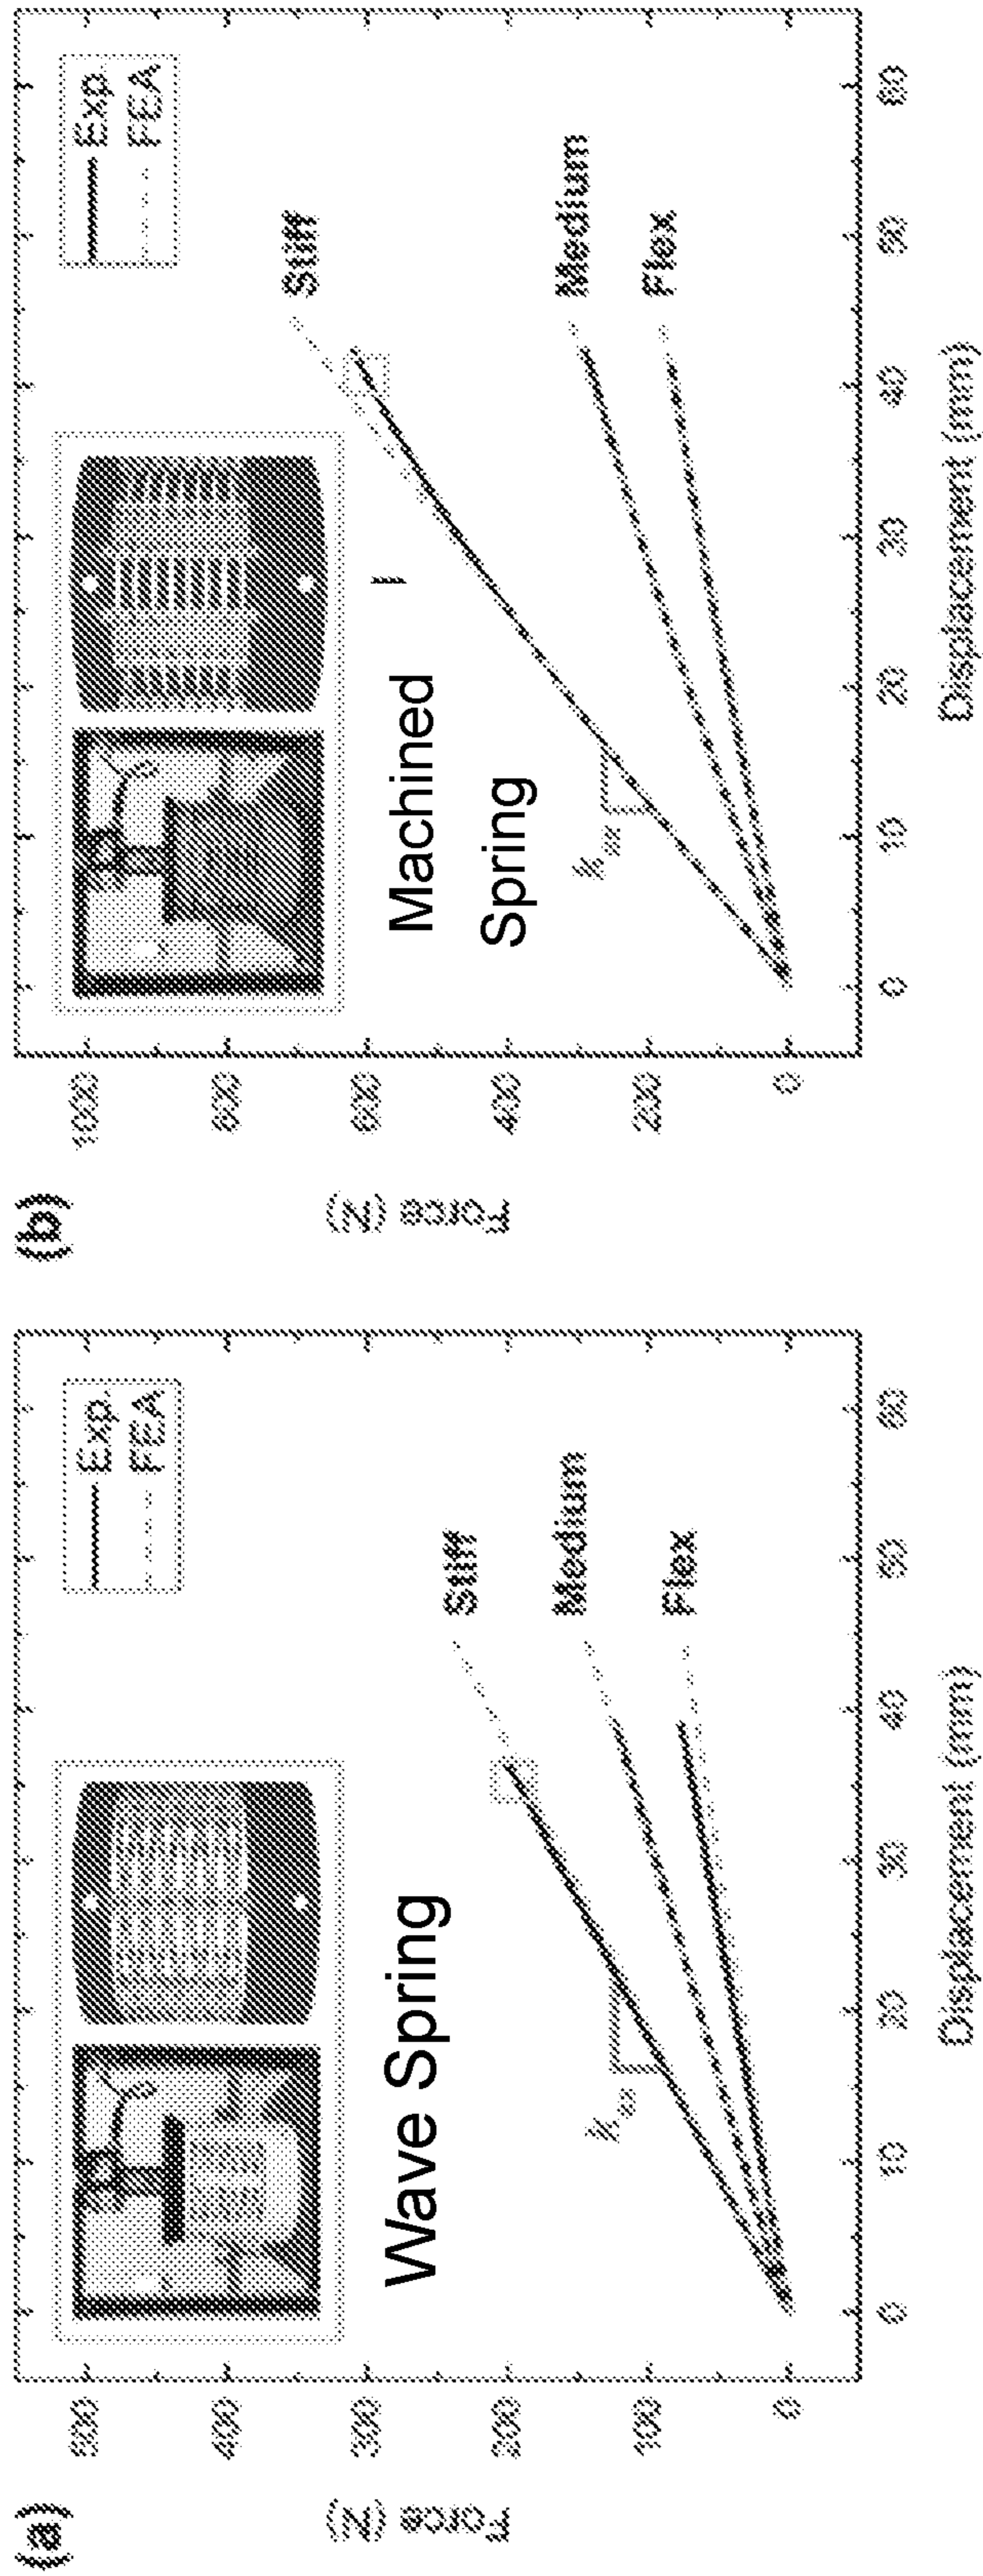 (a)
Force (N)
500
400
300
200
100
0
Exp.
FEA
Wave Spring
Stiff
Medium
Flex
0
10
20
30
40
50
60
Displacement (mm)
(b)
Force (N)
1000
800
600
400
200
0
Exp.
FEA
Machined
Spring
Stiff
Medium
Flex
0
10
20
30
40
50
60
Displacement (mm)